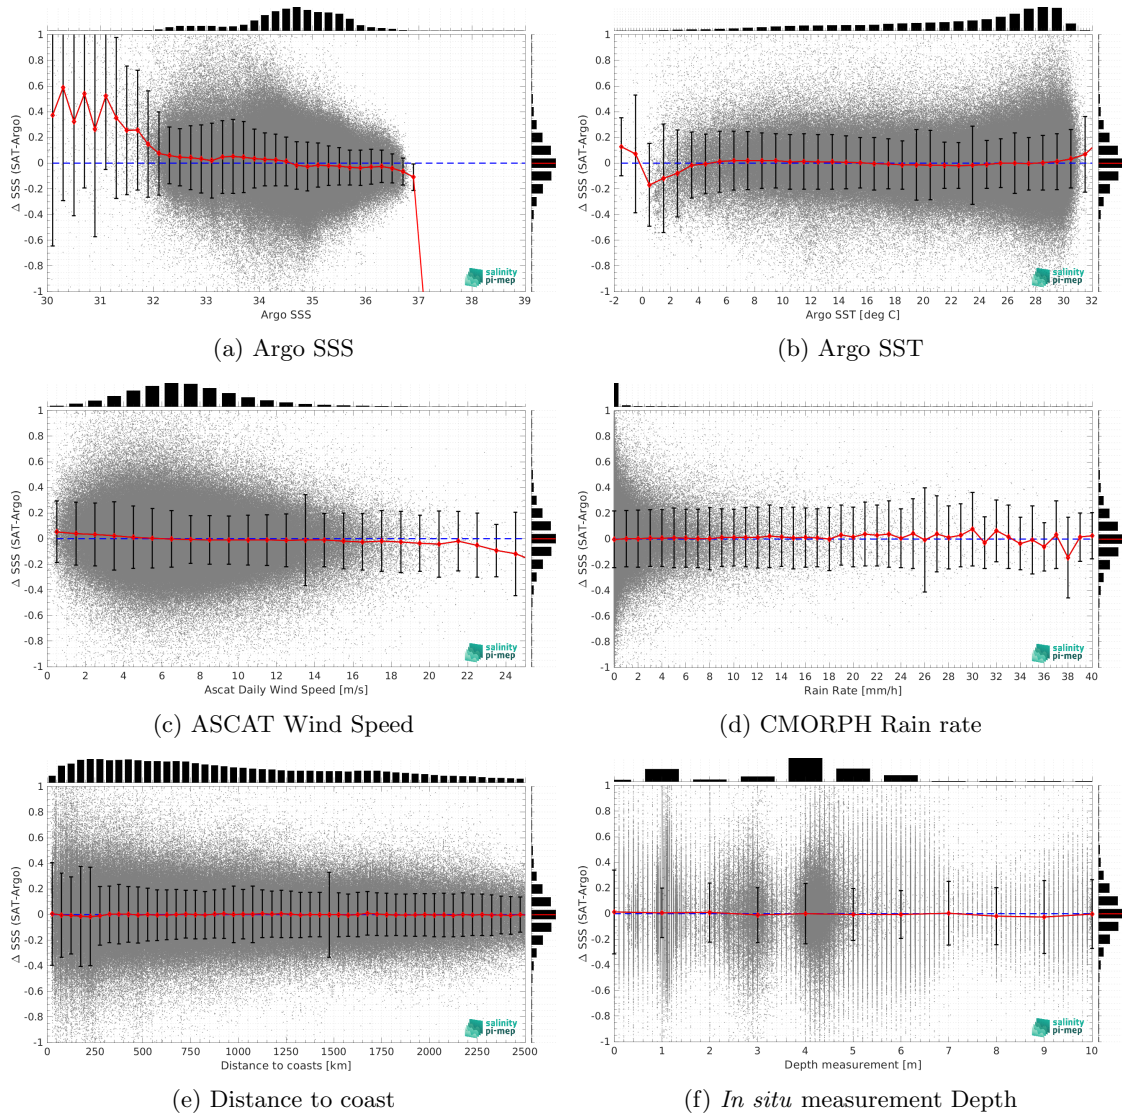 1
0.8
0.6
0.4
0.2
0
-0.2
-0.4
-0.6
-0.8
-1
Δ SSS (SAT-Argo)
salinity
pi-mep
30 31 32 33 34 35 36 37 38 39
Argo SSS
(a) Argo SSS
1
0.8
0.6
0.4
0.2
0
-0.2
-0.4
-0.6
-0.8
-1
Δ SSS (SAT-Argo)
salinity
pi-mep
-2 0 2 4 6 8 10 12 14 16 18 20 22 24 26 28 30 32
Argo SST [deg C]
(b) Argo SST
1
0.8
0.6
0.4
0.2
0
-0.2
-0.4
-0.6
-0.8
-1
Δ SSS (SAT-Argo)
salinity
pi-mep
0 2 4 6 8 10 12 14 16 18 20 22 24
Ascat Daily Wind Speed [m/s]
(c) ASCAT Wind Speed
1
0.8
0.6
0.4
0.2
0
-0.2
-0.4
-0.6
-0.8
-1
Δ SSS (SAT-Argo)
salinity
pi-mep
0 2 4 6 8 10 12 14 16 18 20 22 24 26 28 30 32 34 36 38 40
Rain Rate [mm/h]
(d) CMORPH Rain rate
1
0.8
0.6
0.4
0.2
0
-0.2
-0.4
-0.6
-0.8
-1
Δ SSS (SAT-Argo)
salinity
pi-mep
0 250 500 750 1000 1250 1500 1750 2000 2250 2500
Distance to coasts [km]
(e) Distance to coast
1
0.8
0.6
0.4
0.2
0
-0.2
-0.4
-0.6
-0.8
-1
Δ SSS (SAT-Argo)
salinity
pi-mep
0 1 2 3 4 5 6 7 8 9 10
Depth measurement [m]
(f) In situ measurement Depth